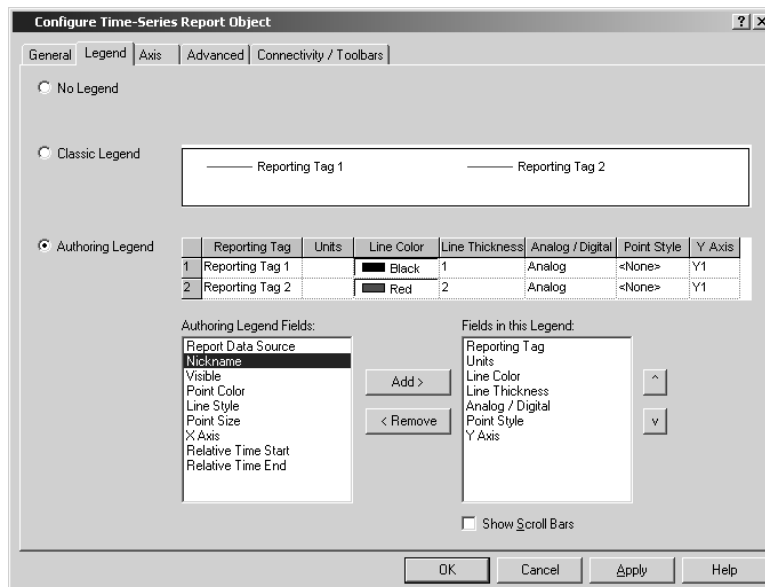 Configure Time-Series Report Object
? X
General Legend Axis Advanced Connectivity / Toolbars
No Legend
Classic Legend
Reporting Tag 1 Reporting Tag 2
Authoring Legend
Reporting Tag Units Line Color Line Thickness Analog / Digital Point Style Y Axis
1 Reporting Tag 1 Black 1 Analog <None> Y1
2 Reporting Tag 2 Red 2 Analog <None> Y1
Authoring Legend Fields:
Report Data Source
Nickname
Visible
Point Color
Line Style
Point Size
X Axis
Relative Time Start
Relative Time End
Add >
< Remove
Fields in this Legend:
Reporting Tag
Units
Line Color
Line Thickness
Analog / Digital
Point Style
Y Axis
^
v
Show Scroll Bars
OK Cancel Apply Help